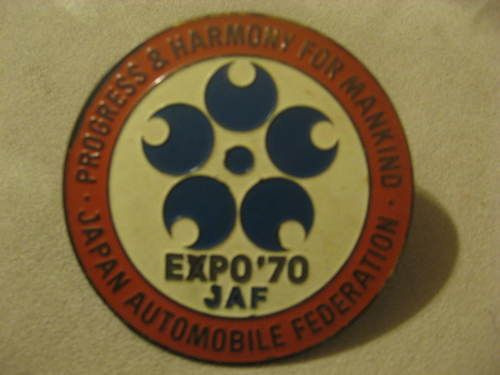 · PROGRESS & HARMONY FOR MANKIND ·
JAPAN AUTOMOBILE FEDERATION
EXPO '70
JAF